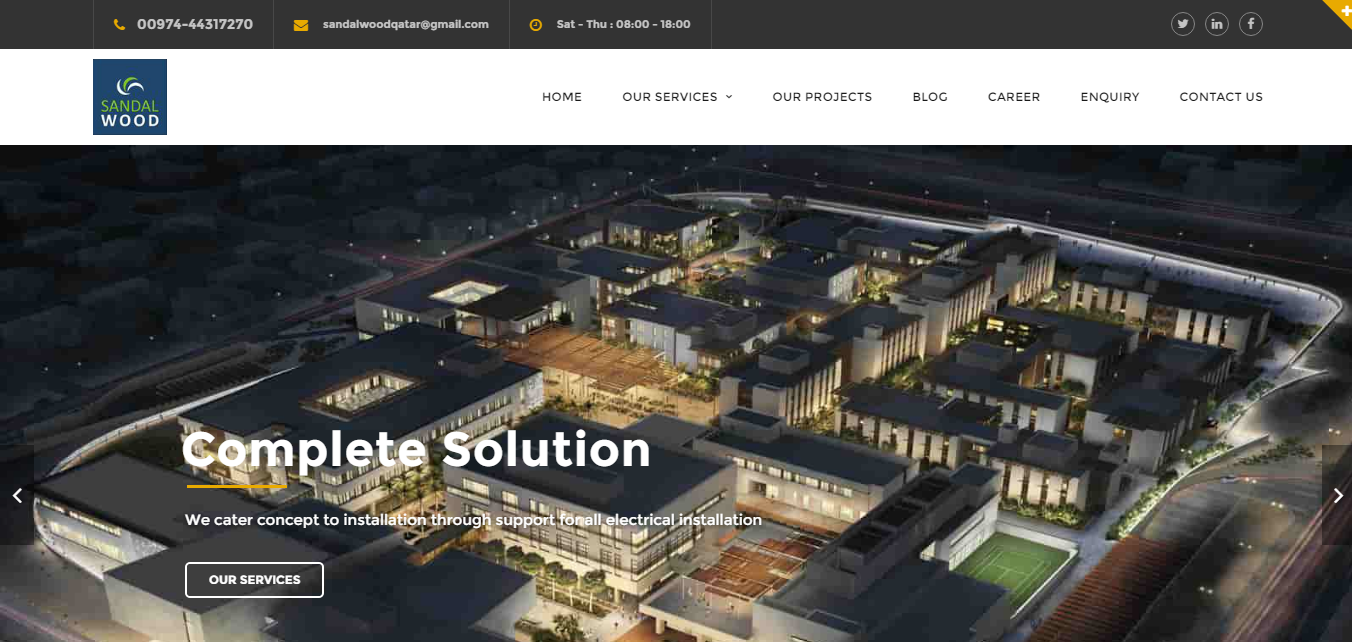 00974-44317270
sandalwoodqatar@gmail.com
Sat - Thu : 08:00 - 18:00
SANDAL
WOOD
HOME
OUR SERVICES
OUR PROJECTS
BLOG
CAREER
ENQUIRY
CONTACT US
Complete Solution
We cater concept to installation through support for all electrical installation
OUR SERVICES